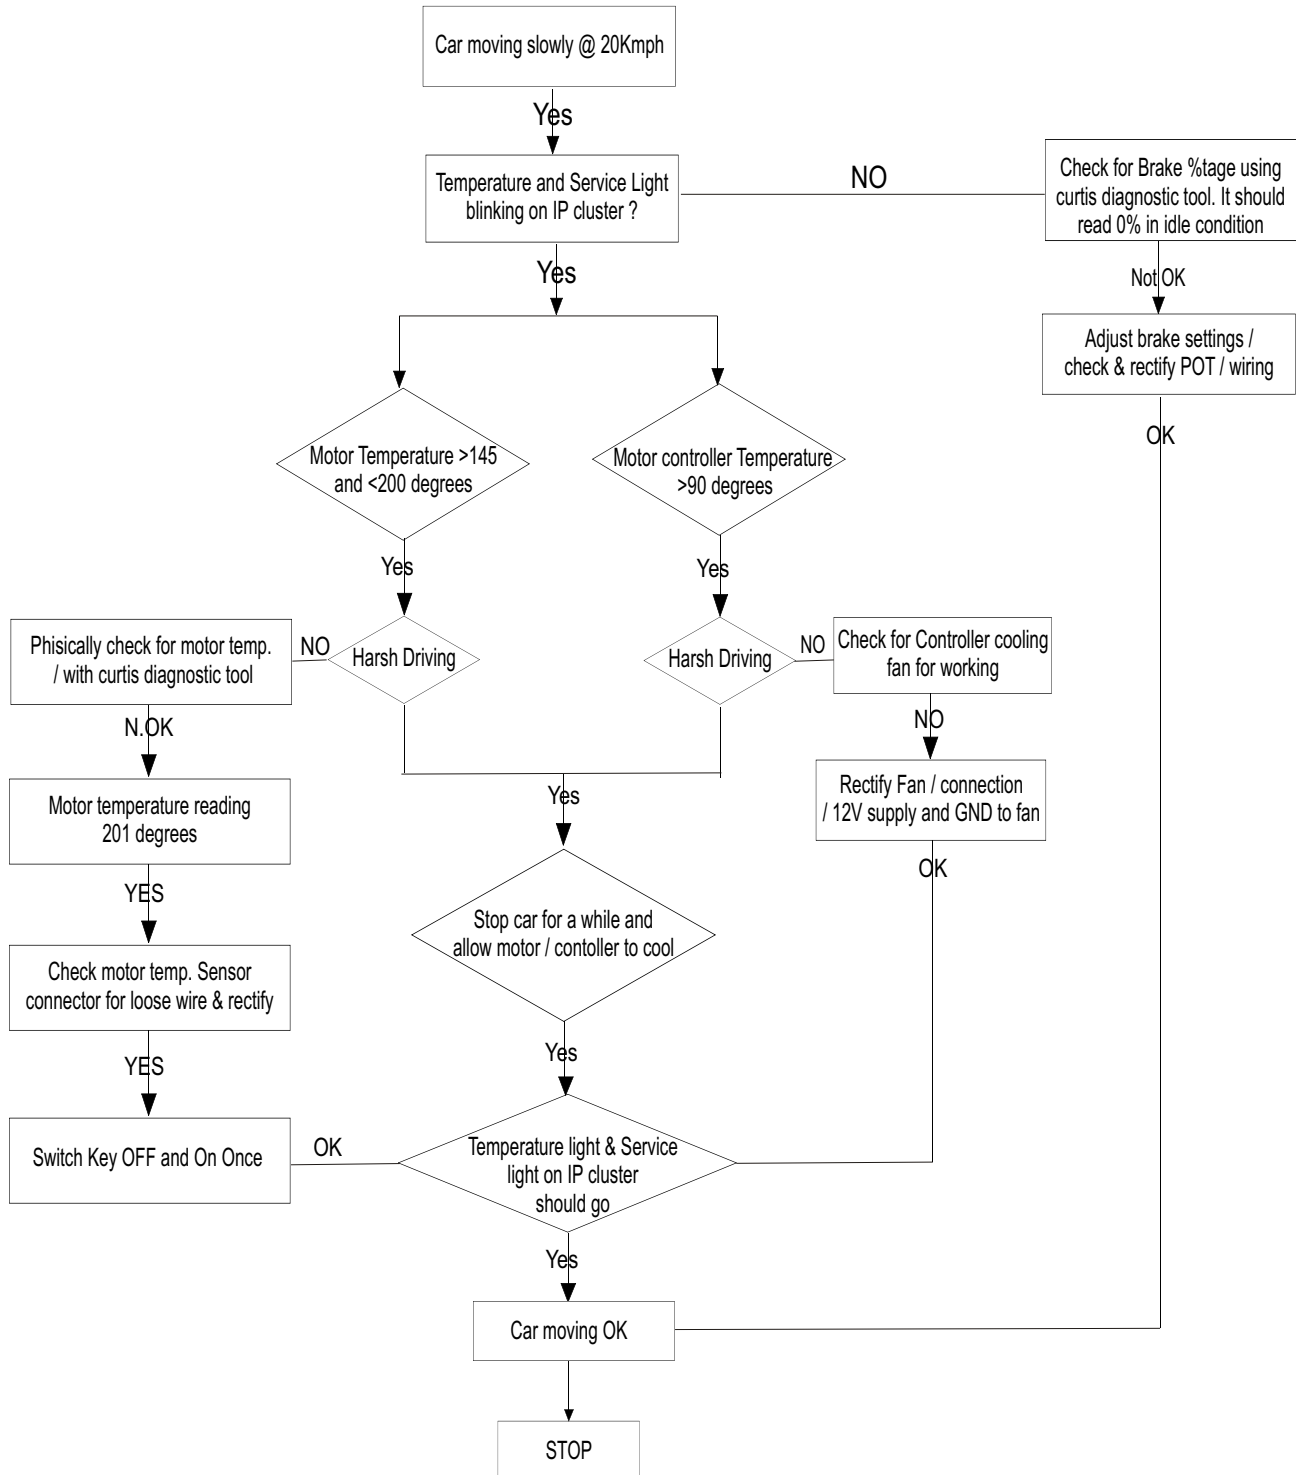 Car moving slowly @ 20Kmph
Yes
Temperature and Service Light
blinking on IP cluster ?
NO
Check for Brake %tage using
curtis diagnostic tool. It should
read 0% in idle condition
Yes
Not OK
Adjust brake settings /
check & rectify POT / wiring
OK
Motor Temperature >145
and <200 degrees
Motor controller Temperature
>90 degrees
Yes
Yes
Phisically check for motor temp.
/ with curtis diagnostic tool
NO
Harsh Driving
Harsh Driving
NO
Check for Controller cooling
fan for working
N.OK
NO
Motor temperature reading
201 degrees
Yes
Rectify Fan / connection
/ 12V supply and GND to fan
YES
OK
Stop car for a while and
allow motor / contoller to cool
Check motor temp. Sensor
connector for loose wire & rectify
YES
Yes
Switch Key OFF and On Once
OK
Temperature light & Service
light on IP cluster
should go
Yes
Car moving OK
STOP